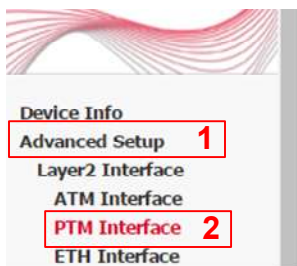 Device Info
Advanced Setup 1
Layer2 Interface
ATM Interface
PTM Interface 2
ETH Interface